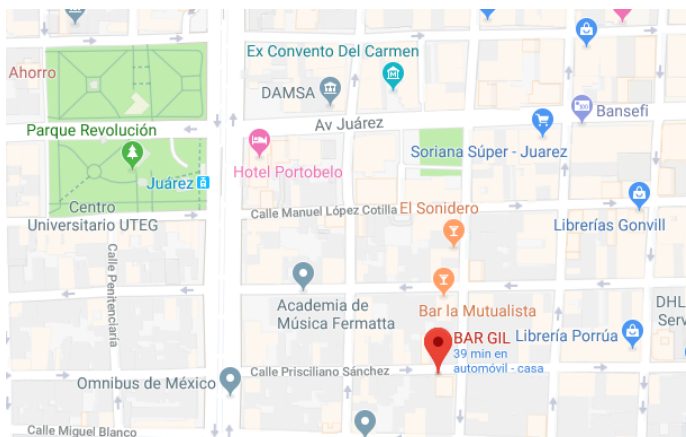 Ex Convento Del Carmen
Ahorro
DAMSA
Bansefi
Av Juárez
Parque Revolución
Soriana Súper - Juarez
Hotel Portobelo
Juárez
Centro
Universitario UTEG
Calle Manuel López Cotilla
El Sonidero
Librerías Gonvill
Calle Penitenciaría
Academia de
Música Fermatta
Bar la Mutualista
DHL
Serv
BAR GIL
39 min en
automóvil - casa
Librería Porrúa
Omnibus de México
Calle Prisciliano Sánchez
Calle Miguel Blanco